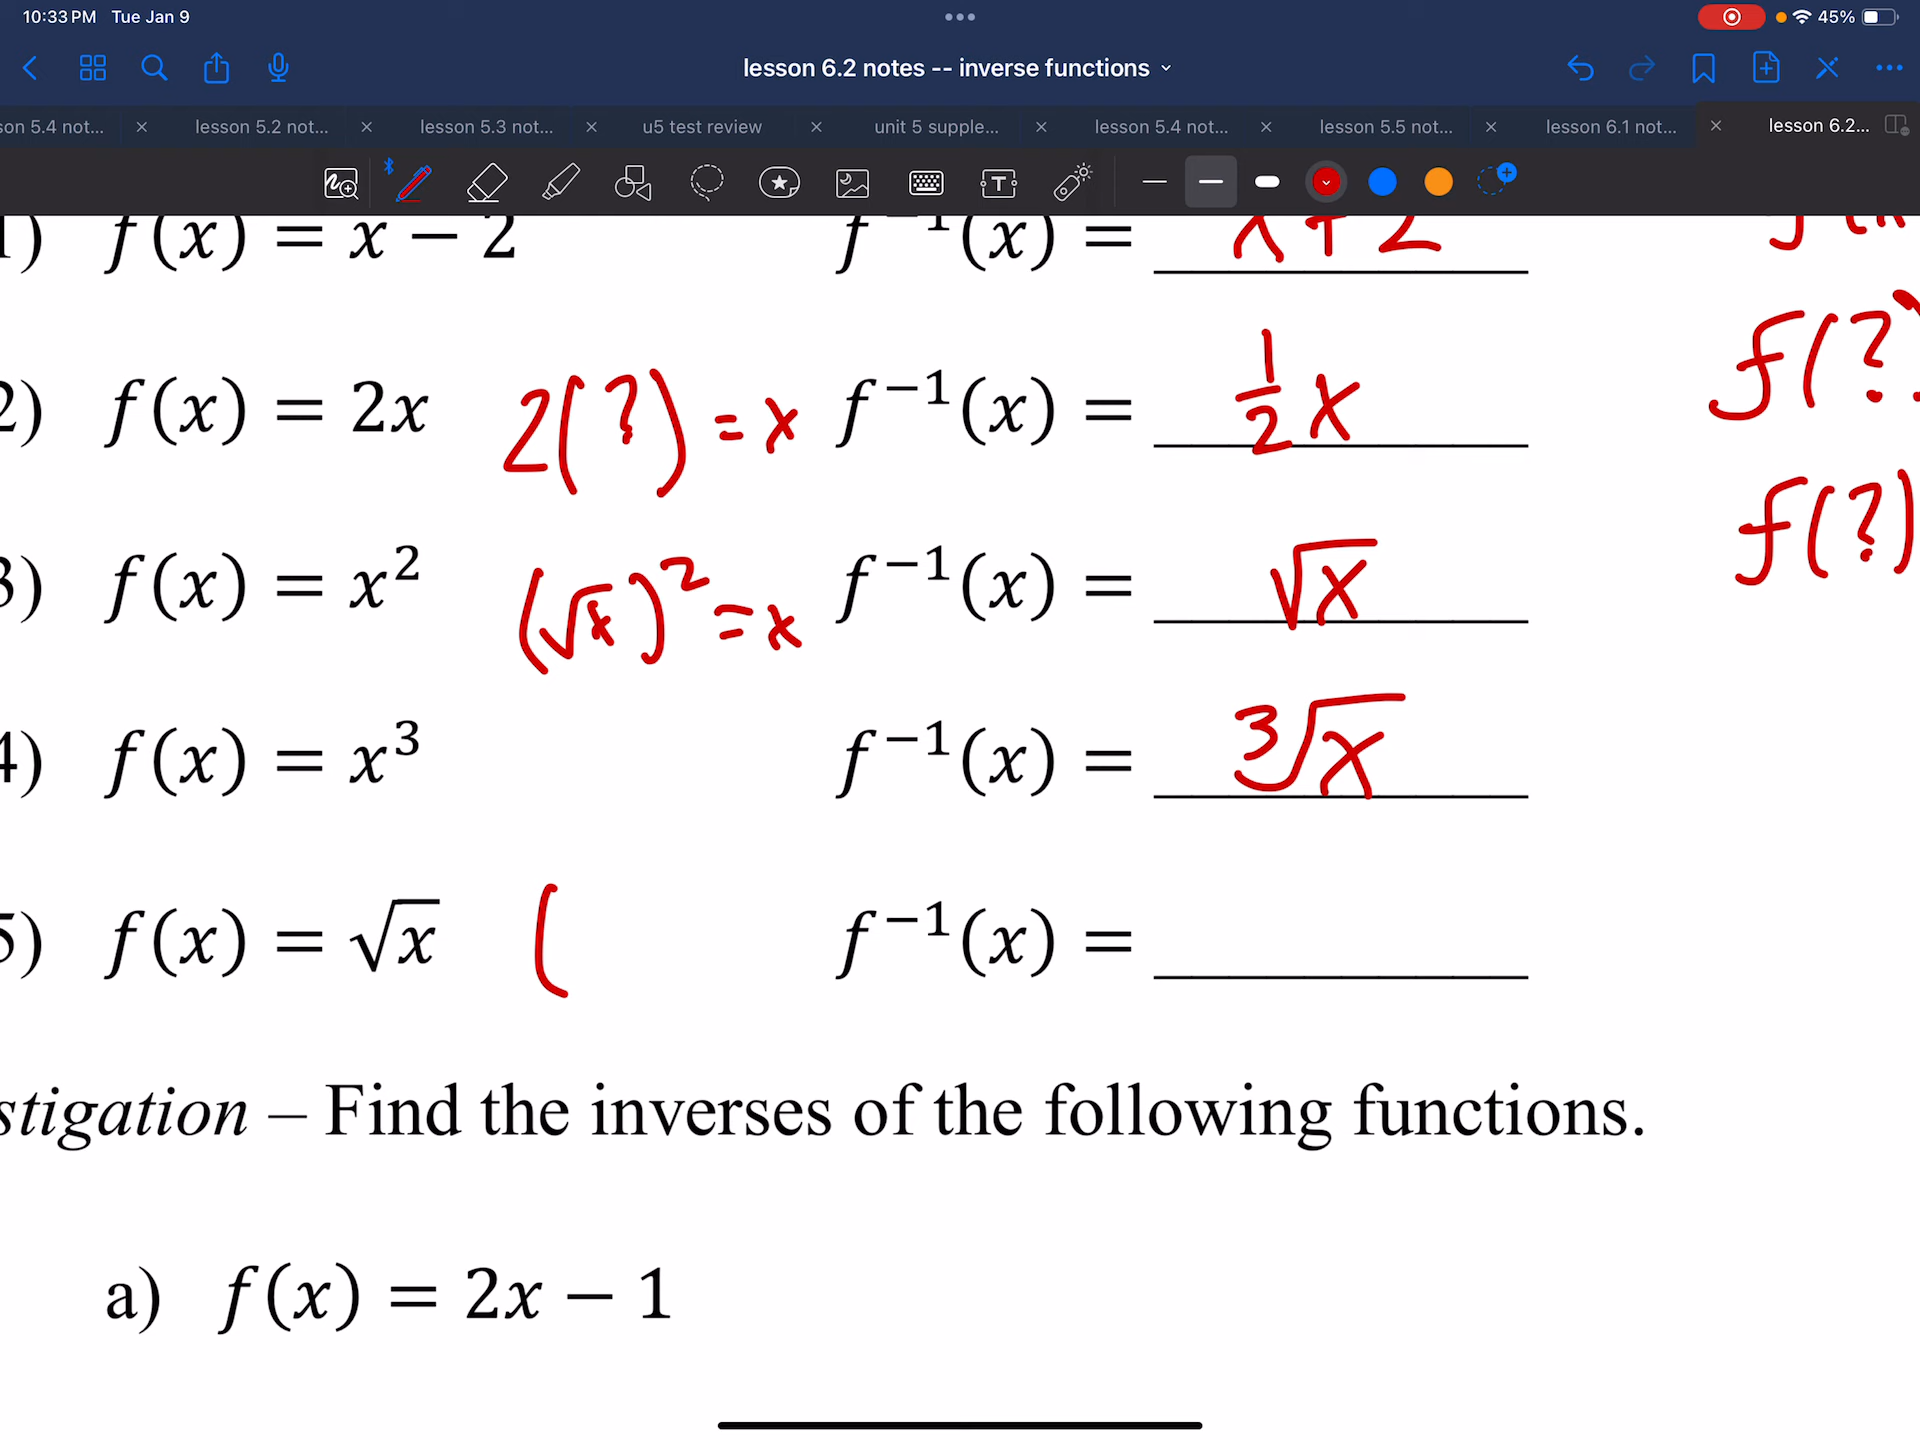 10:33 PM Tue Jan 9 45%
lesson 6.2 notes -- inverse functions
son 5.4 not... lesson 5.2 not... lesson 5.3 not... u5 test review unit 5 supple... lesson 5.4 not... lesson 5.5 not... lesson 6.1 not... lesson 6.2...
1) f(x) = x − 2 f⁻¹(x) = x + 2
2) f(x) = 2x 2(?) = x f⁻¹(x) = 1/2 x f(?)
3) f(x) = x² (√x)² = x f⁻¹(x) = √x f(?)
4) f(x) = x³ f⁻¹(x) = ³√x
5) f(x) = √x ( f⁻¹(x) =
stigation – Find the inverses of the following functions.
a) f(x) = 2x − 1